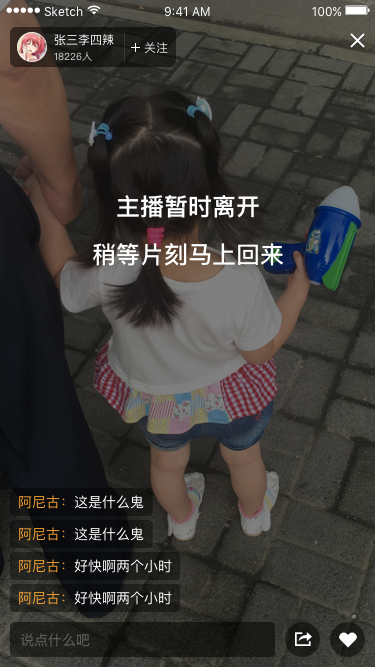 Sketch 9:41 AM 100%
张三李四辣
18226人
+ 关注
主播暂时离开
稍等片刻马上回来
阿尼古：这是什么鬼
阿尼古：这是什么鬼
阿尼古：好快啊两个小时
阿尼古：好快啊两个小时
说点什么吧